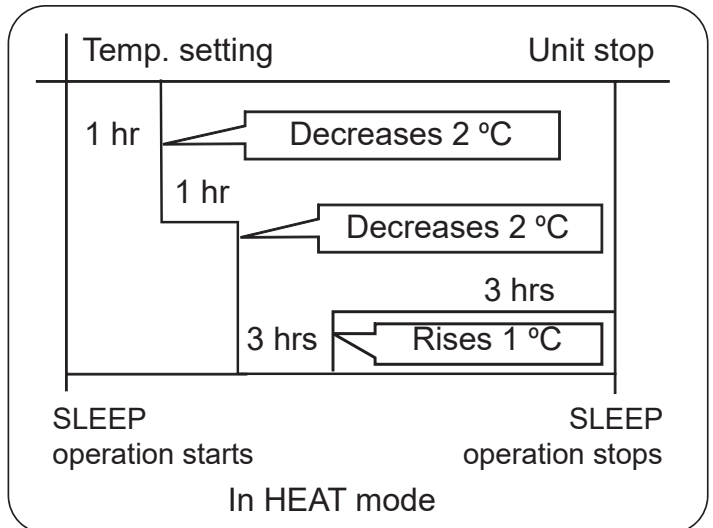 Temp. setting
Unit stop
1 hr
Decreases 2 ºC
1 hr
Decreases 2 ºC
3 hrs
3 hrs
Rises 1 ºC
SLEEP
operation starts
SLEEP
operation stops
In HEAT mode